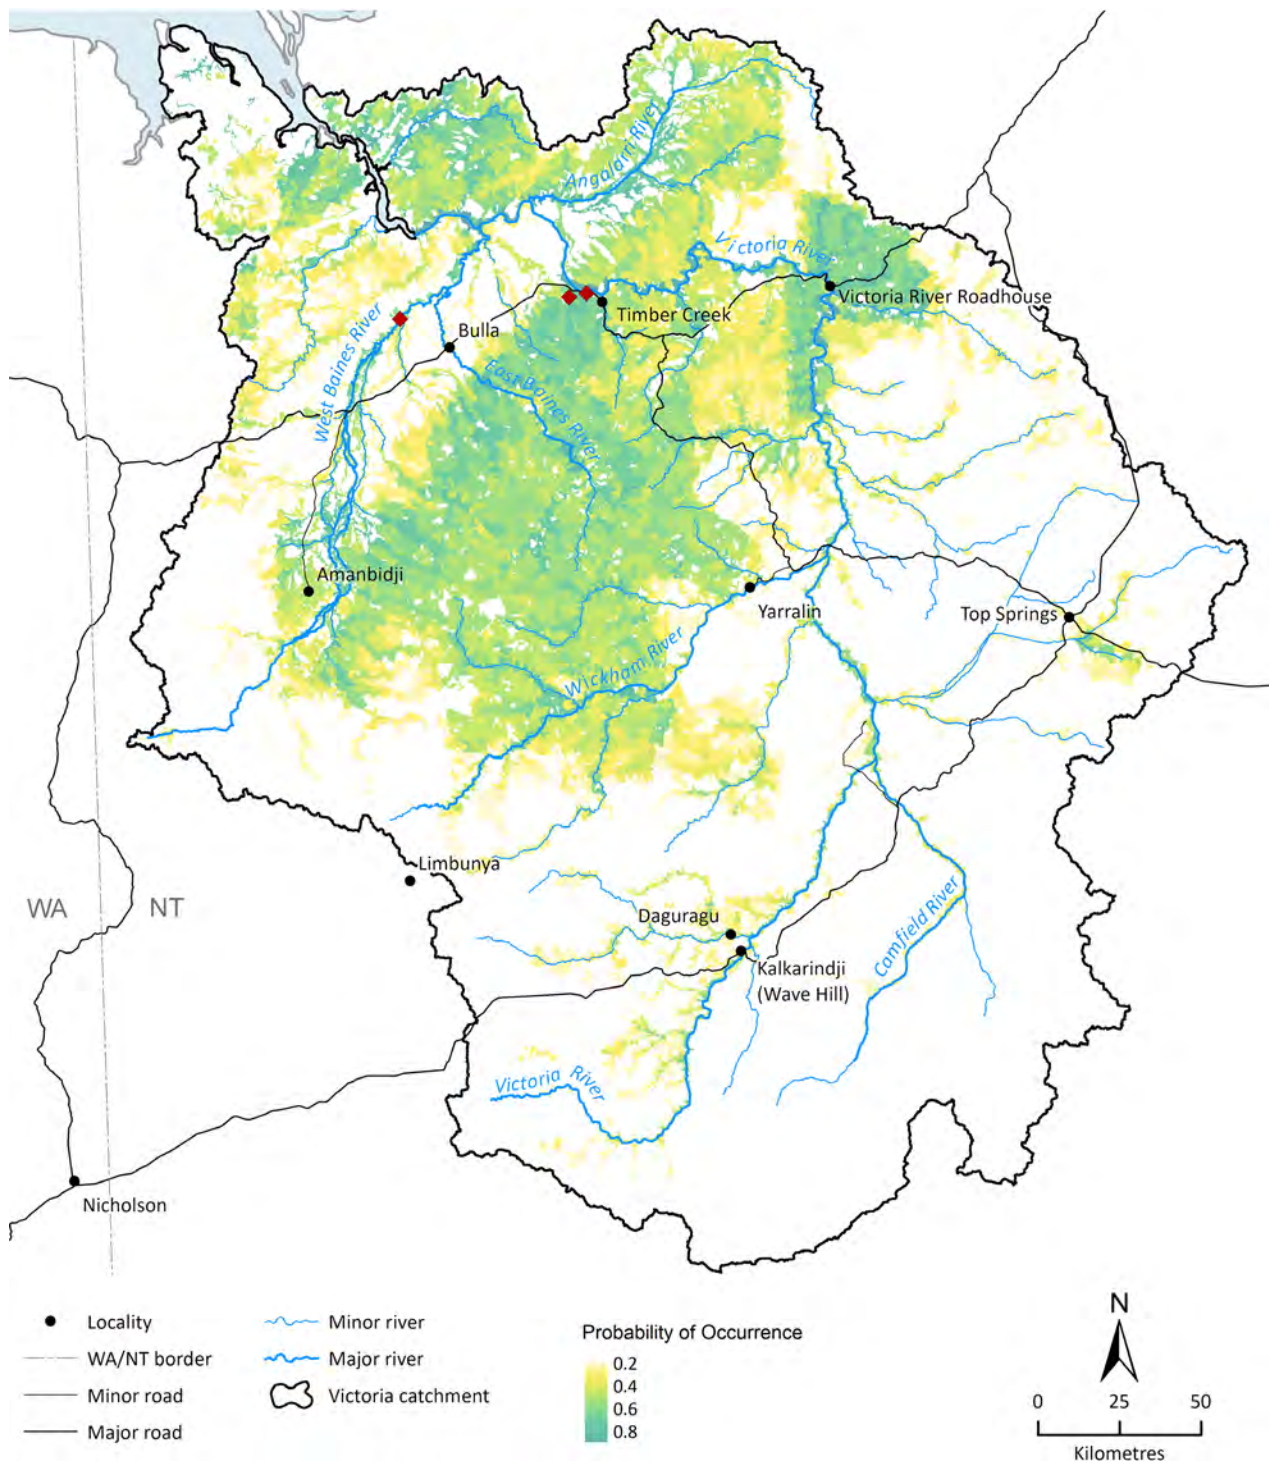 Angalarri River
Victoria River
Victoria River Roadhouse
Timber Creek
Bulla
West Baines River
East Baines River
Amanbidji
Yarralin
Top Springs
Wickham River
Limbunya
WA
NT
Daguragu
Kalkarindji
(Wave Hill)
Camfield River
Victoria River
Nicholson
Locality
WA/NT border
Minor road
Major road
Minor river
Major river
Victoria catchment
Probability of Occurrence
0.2
0.4
0.6
0.8
N
0
25
50
Kilometres